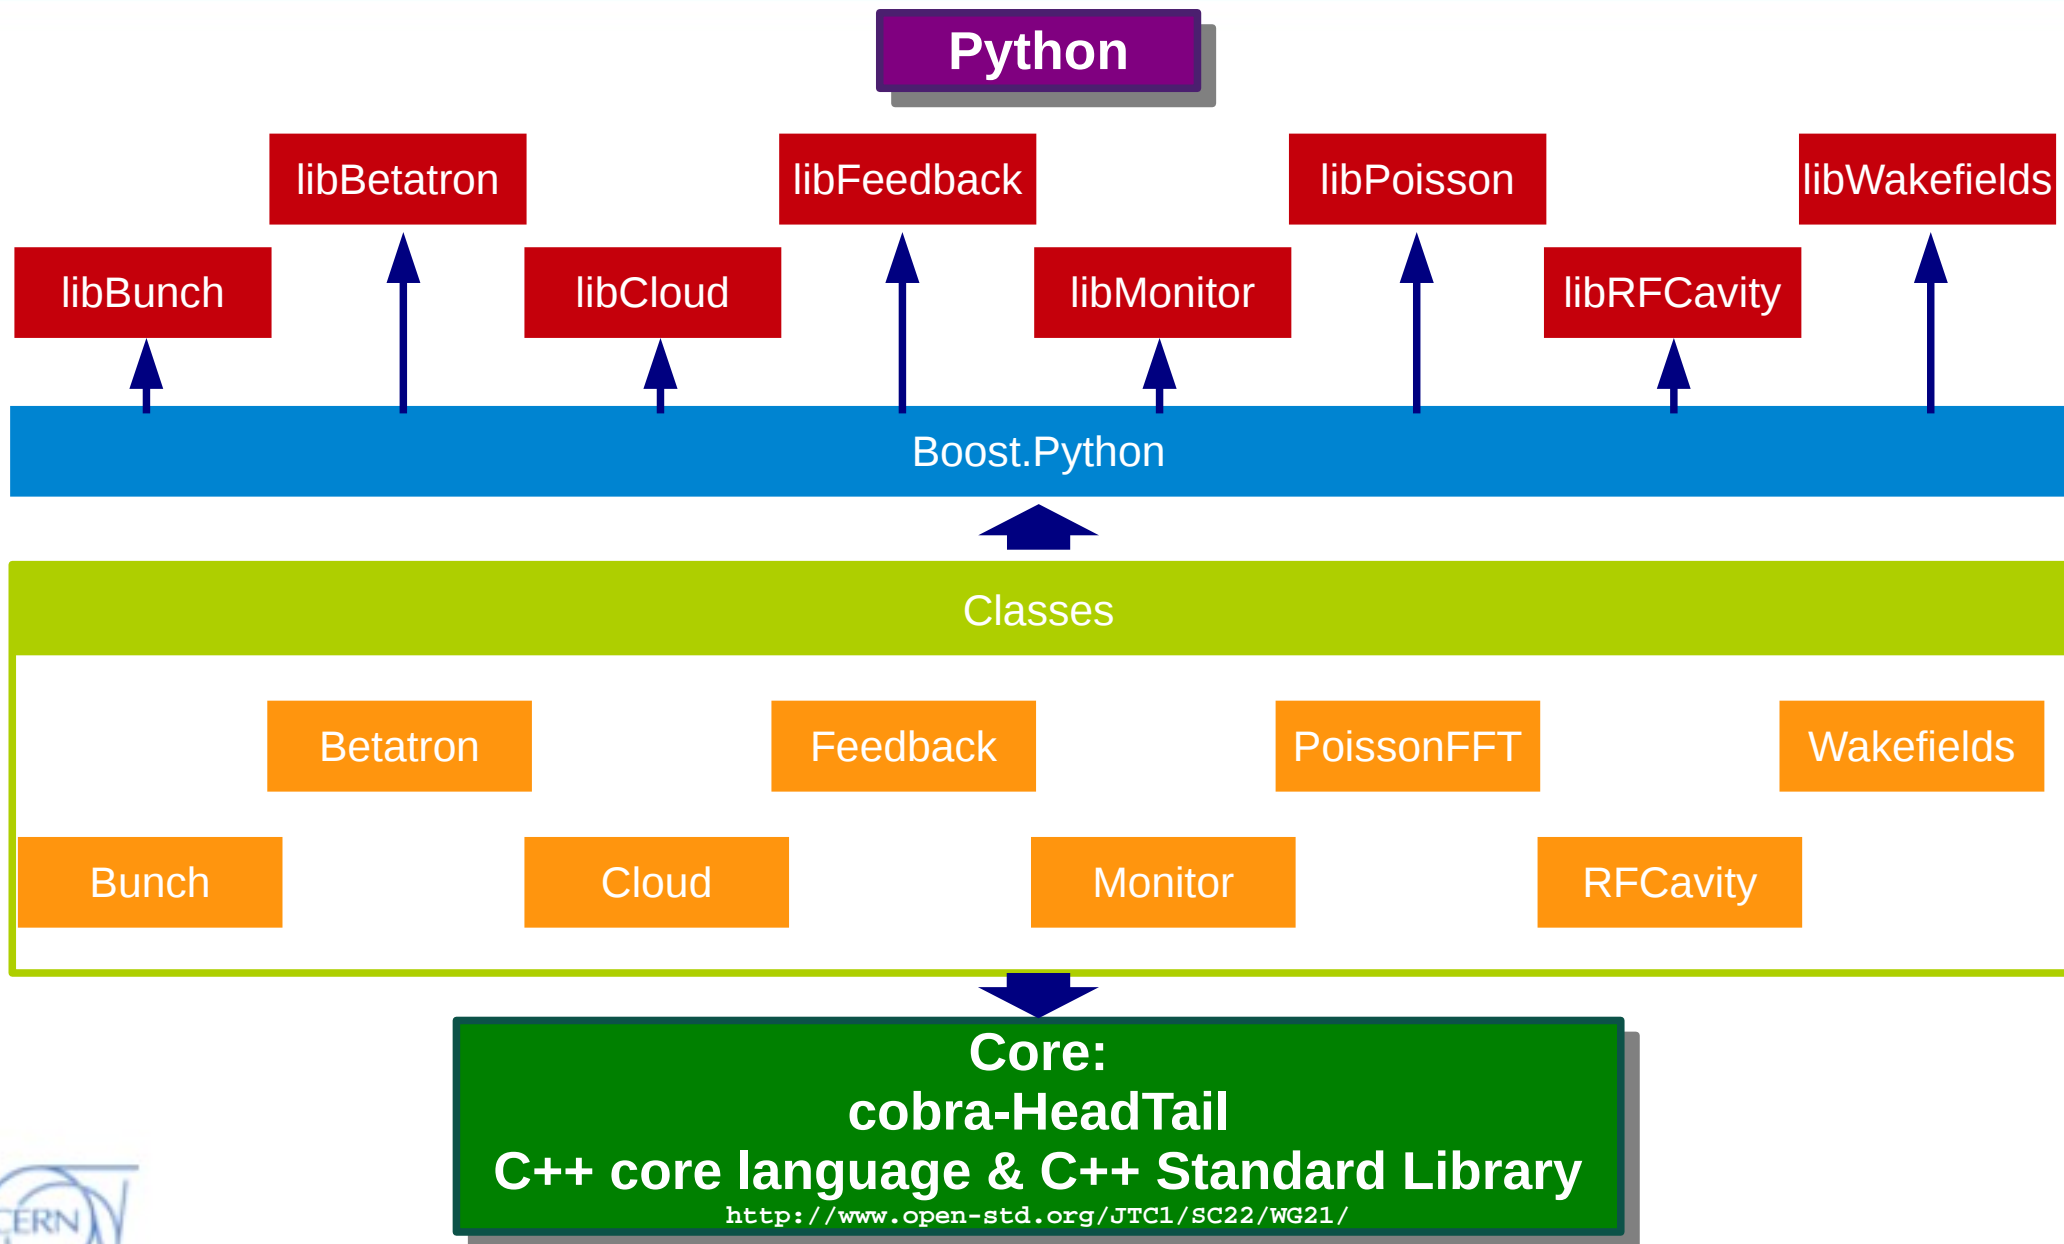 Python
libBetatron
libFeedback
libPoisson
libWakefields
libBunch
libCloud
libMonitor
libRFCavity
Boost.Python
Classes
Betatron
Feedback
PoissonFFT
Wakefields
Bunch
Cloud
Monitor
RFCavity
Core:
cobra-HeadTail
C++ core language & C++ Standard Library
http://www.open-std.org/JTC1/SC22/WG21/
CERN